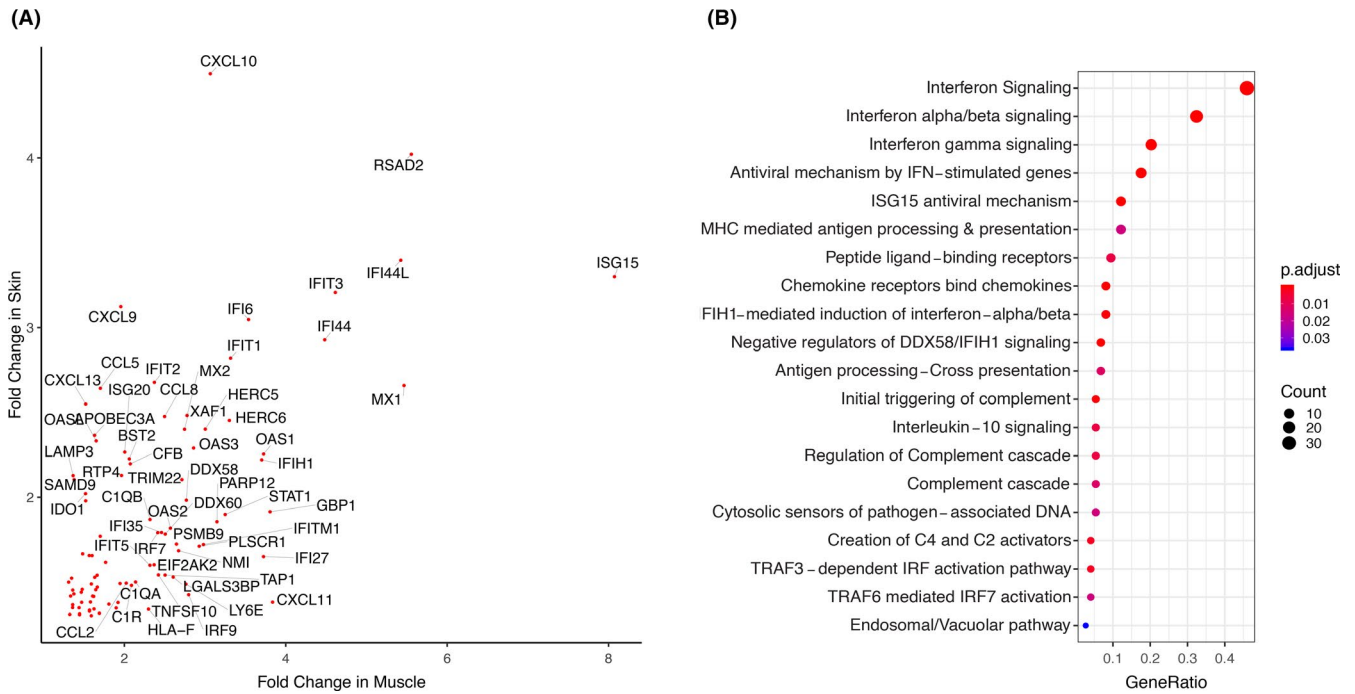 (A)
CXCL10
RSAD2
ISG15
IFI44L
IFIT3
IFI6
IFI44
CXCL9
IFIT1
CCL5
IFIT2
MX2
MX1
CXCL13
ISG20
CCL8
HERC5
OASL
APOBEC3A
XAF1
HERC6
BST2
OAS3
OAS1
LAMP3
CFB
IFIH1
RTP4
TRIM22
DDX58
SAMD9
PARP12
C1QB
STAT1
IDO1
OAS2
DDX60
GBP1
IFI35
PSMB9
IFITM1
IFIT5
IRF7
PLSCR1
EIF2AK2
NMI
IFI27
TAP1
C1QA
LGALS3BP
CXCL11
C1R
TNFSF10
LY6E
CCL2
HLA−F
IRF9
4
3
2
2
4
6
8
Fold Change in Skin
Fold Change in Muscle
(B)
Interferon Signaling
Interferon alpha/beta signaling
Interferon gamma signaling
Antiviral mechanism by IFN−stimulated genes
ISG15 antiviral mechanism
MHC mediated antigen processing & presentation
Peptide ligand−binding receptors
Chemokine receptors bind chemokines
FIH1−mediated induction of interferon−alpha/beta
Negative regulators of DDX58/IFIH1 signaling
Antigen processing−Cross presentation
Initial triggering of complement
Interleukin−10 signaling
Regulation of Complement cascade
Complement cascade
Cytosolic sensors of pathogen−associated DNA
Creation of C4 and C2 activators
TRAF3−dependent IRF activation pathway
TRAF6 mediated IRF7 activation
Endosomal/Vacuolar pathway
0.1
0.2
0.3
0.4
GeneRatio
p.adjust
0.01
0.02
0.03
Count
10
20
30